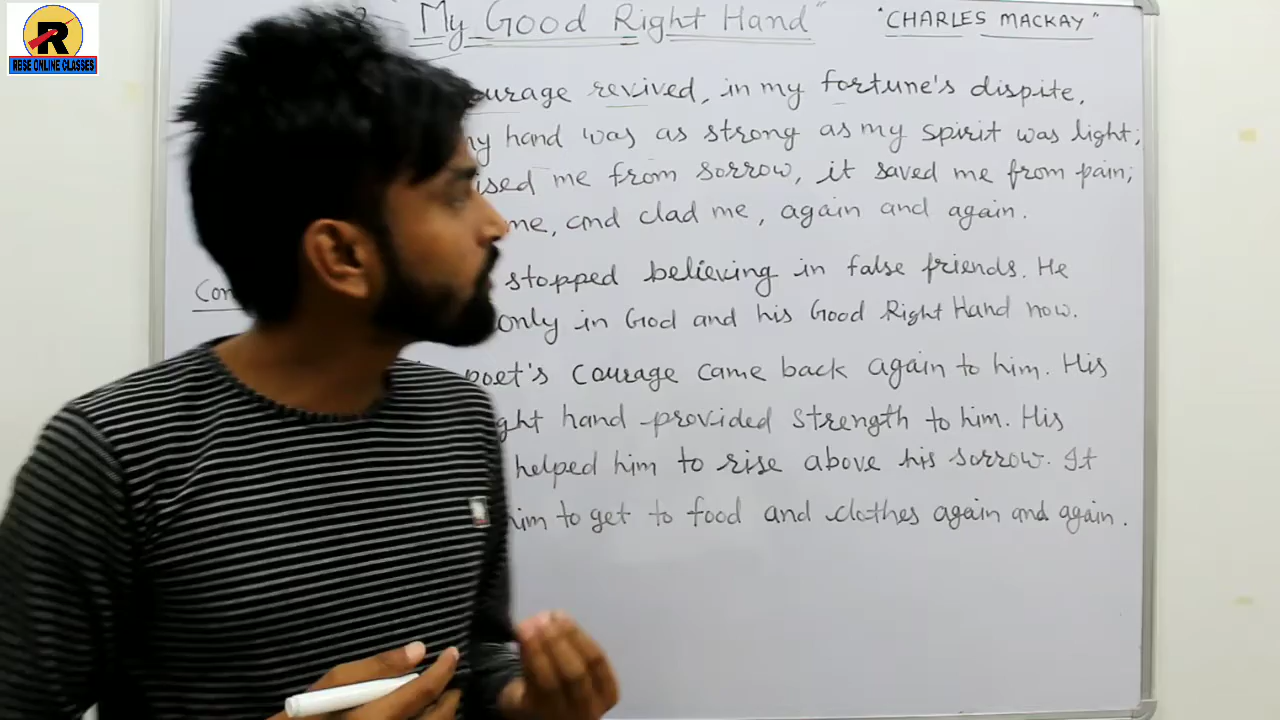 R
RBSE ONLINE CLASSES
"My Good Right Hand" "CHARLES MACKAY"
revived, in my fortune's dispite,
hand was as strong as my spirit was light;
me from sorrow, it saved me from pain;
me, and clad me, again and again.
stopped believing in false friends. He
only in God and his Good Right Hand now.
poet's courage came back again to him. His
hand provided strength to him. His
helped him to rise above his sorrow. It
him to get to food and clothes again and again.